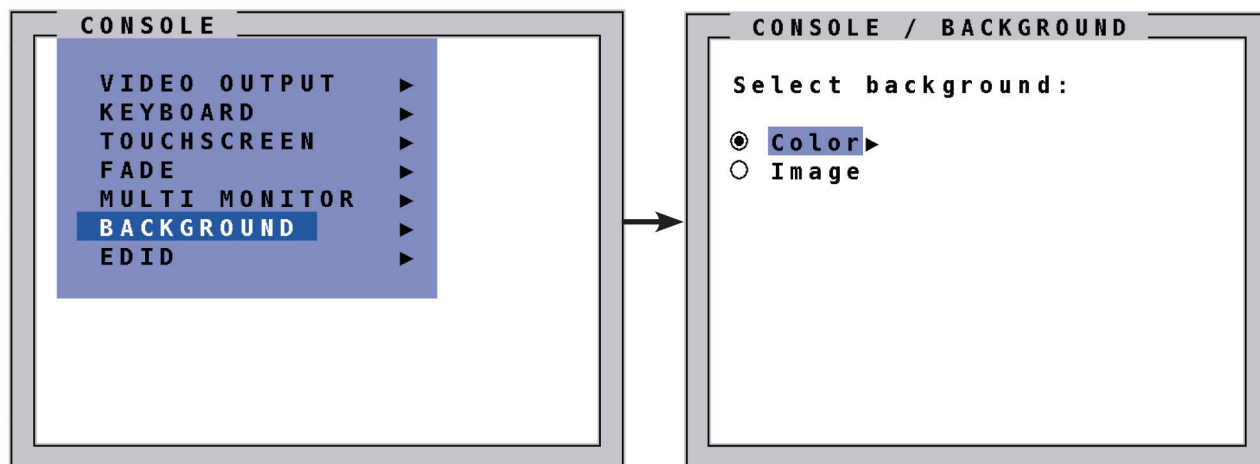 CONSOLE
VIDEO OUTPUT ►
KEYBOARD ►
TOUCHSCREEN ►
FADE ►
MULTI MONITOR ►
BACKGROUND ►
EDID ►
CONSOLE / BACKGROUND
Select background:
Color►
Image